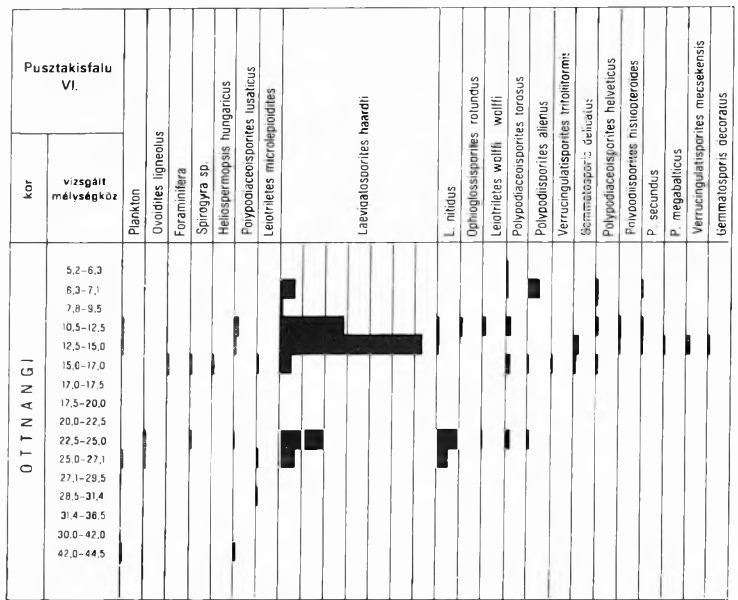 Pusztakisfalu
VI.
kor
vizsgált
mélységköz
Plankton
Ovoidites ligneolus
Foraminifera
Spirogyra sp.
Heliospermopsis hungaricus
Polypodiaceoisporites lusaticus
Leiotriletes microlepioidites
Laevigatosporites haardti
L. nitidus
Ophioglossisporites rotundus
Leiotriletes wolffi wolffi
Polypodiaceoisporites torosus
Polypodiisporites alienus
Verrucingulatisporites trifoliiformis
Gemmatosporis delicatus
Polypodiaceoisporites helveticus
Polypodiisporites histiopteroides
P. secundus
P. megabalticus
Verrucingulatisporites mecsekensis
Gemmatosporis decoratus
OTTNANGI
5,2–6,3
6,3–7,1
7,8–9,5
10,5–12,5
12,5–15,0
15,0–17,0
17,0–17,5
17,5–20,0
20,0–22,5
22,5–25,0
25,0–27,1
27,1–29,5
28,5–31,4
31,4–36,5
30,0–42,0
42,0–44,5